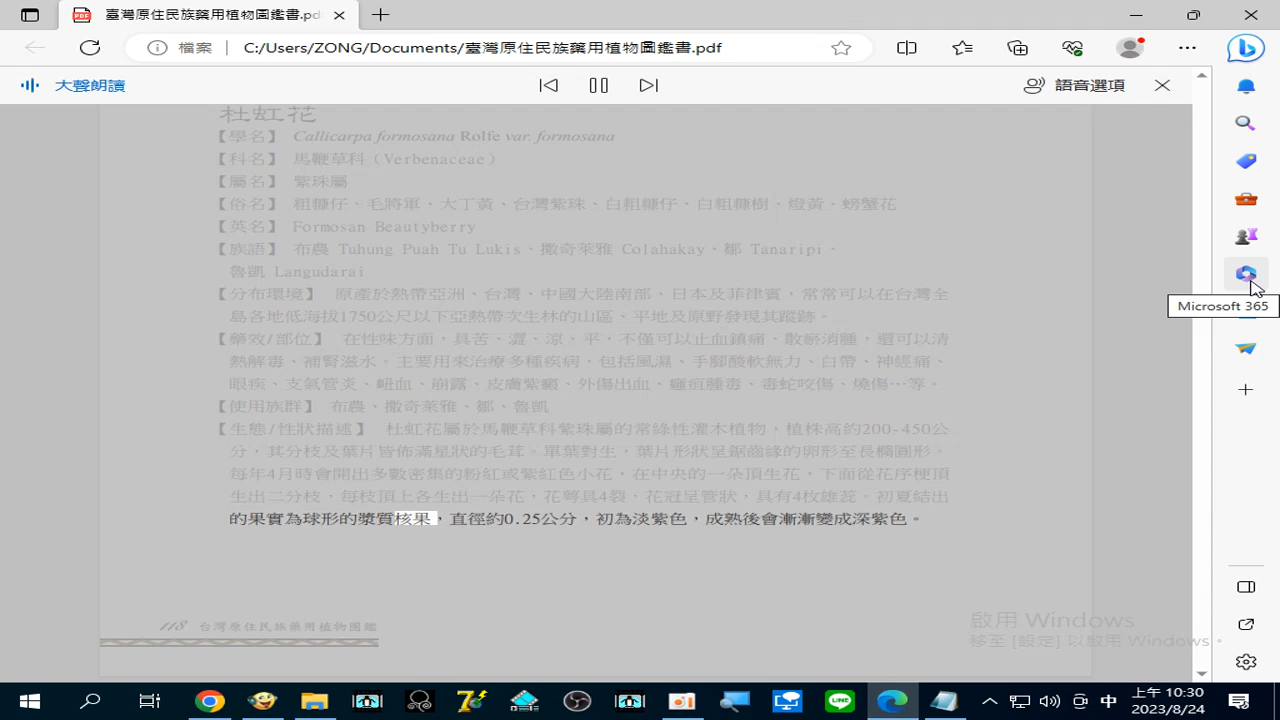 臺灣原住民族藥用植物圖鑑書.pdf
檔案 C:/Users/ZONG/Documents/臺灣原住民族藥用植物圖鑑書.pdf
大聲朗讀
語音選項
杜虹花
【學名】 Callicarpa formosana Rolfe var. formosana
【科名】 馬鞭草科（Verbenaceae）
【屬名】 紫珠屬
【俗名】 粗糠仔、毛將軍、大丁黃、台灣紫珠、白粗糠仔、白粗糠樹、燈黃、螃蟹花
【英名】 Formosan Beautyberry
【族語】 布農 Tuhung Puah Tu Lukis、撒奇萊雅 Colahakay、鄒 Tanaripi、
魯凱 Langudarai
【分布環境】 原產於熱帶亞洲、台灣、中國大陸南部、日本及菲律賓，常常可以在台灣全
島各地低海拔1750公尺以下亞熱帶次生林的山區、平地及原野發現其蹤跡。
【藥效/部位】 在性味方面，具苦、澀、涼、平，不僅可以止血鎮痛、散瘀消腫，還可以清
熱解毒、補腎滋水。主要用來治療多種疾病，包括風濕、手腳酸軟無力、白帶、神經痛、
眼疾、支氣管炎、衄血、崩露、皮膚紫癜、外傷出血、癰疽腫毒、毒蛇咬傷、燒傷…等。
【使用族群】 布農、撒奇萊雅、鄒、魯凱
【生態/性狀描述】 杜虹花屬於馬鞭草科紫珠屬的常綠性灌木植物，植株高約200-450公
分，其分枝及葉片皆佈滿星狀的毛茸。單葉對生，葉片形狀呈鋸齒緣的卵形至長橢圓形。
每年4月時會開出多數密集的粉紅或紫紅色小花，在中央的一朵頂生花，下面從花序梗頂
生出二分枝，每枝頂上各生出一朵花，花萼具4裂，花冠呈管狀，具有4枚雄蕊。初夏結出
的果實為球形的漿質核果，直徑約0.25公分，初為淡紫色，成熟後會漸漸變成深紫色。
118 台灣原住民族藥用植物圖鑑
Microsoft 365
啟用 Windows
移至 [設定] 以啟用 Windows。
LINE
中
上午 10:30
2023/8/24